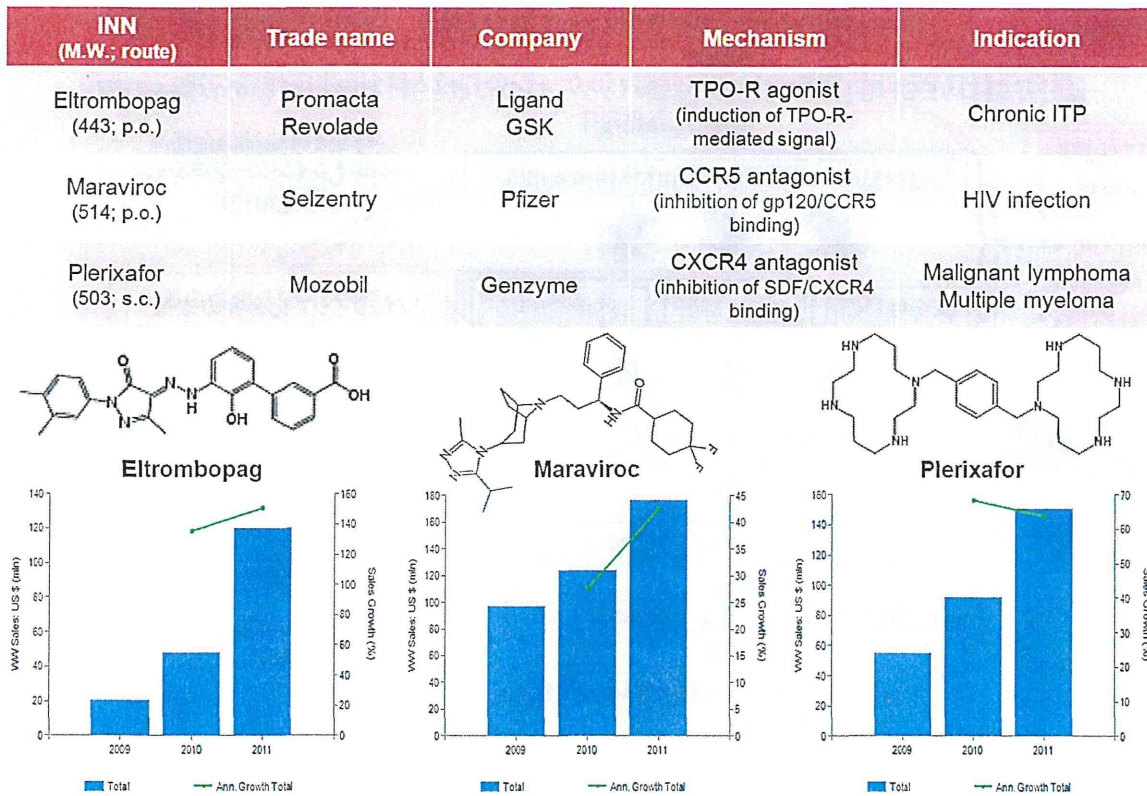 INN
(M.W.; route)
Trade name
Company
Mechanism
Indication
Eltrombopag
(443; p.o.)
Promacta
Revolade
Ligand
GSK
TPO-R agonist
(induction of TPO-R-
mediated signal)
Chronic ITP
Maraviroc
(514; p.o.)
Selzentry
Pfizer
CCR5 antagonist
(inhibition of gp120/CCR5
binding)
HIV infection
Plerixafor
(503; s.c.)
Mozobil
Genzyme
CXCR4 antagonist
(inhibition of SDF/CXCR4
binding)
Malignant lymphoma
Multiple myeloma
O
N
N
N
N
H
OH
O
OH
Eltrombopag
N
N
N
N
HN
O
F
F
Maraviroc
NH
N
NH
NH
NH
N
HN
NH
Plerixafor
WW Sales: US $ (mln)
140
120
100
80
60
40
20
0
160
140
120
100
80
60
40
20
0
Sales Growth (%)
2009 2010 2011
Total Ann. Growth Total
WW Sales: US $ (mln)
180
160
140
120
100
80
60
40
20
0
45
40
35
30
25
20
15
10
5
0
Sales Growth (%)
2009 2010 2011
Total Ann. Growth Total
WW Sales: US $ (mln)
160
140
120
100
80
60
40
20
0
70
60
50
40
30
20
10
0
Sales Growth (%)
2009 2010 2011
Total Ann. Growth Total